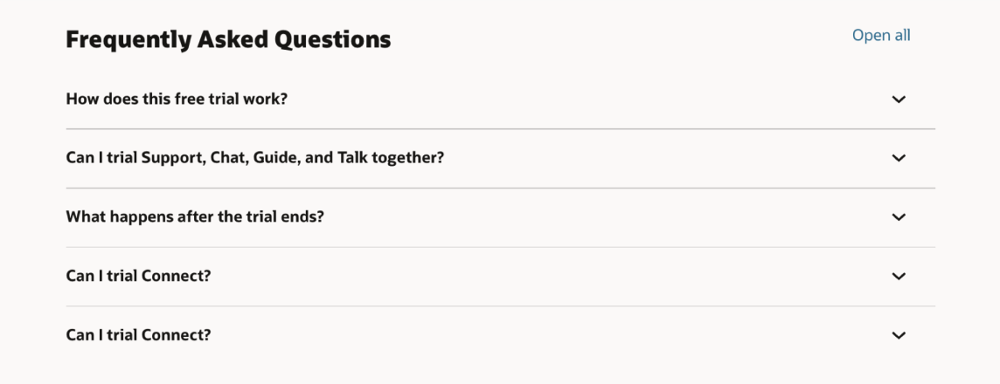 Frequently Asked Questions
Open all
How does this free trial work?
Can I trial Support, Chat, Guide, and Talk together?
What happens after the trial ends?
Can I trial Connect?
Can I trial Connect?